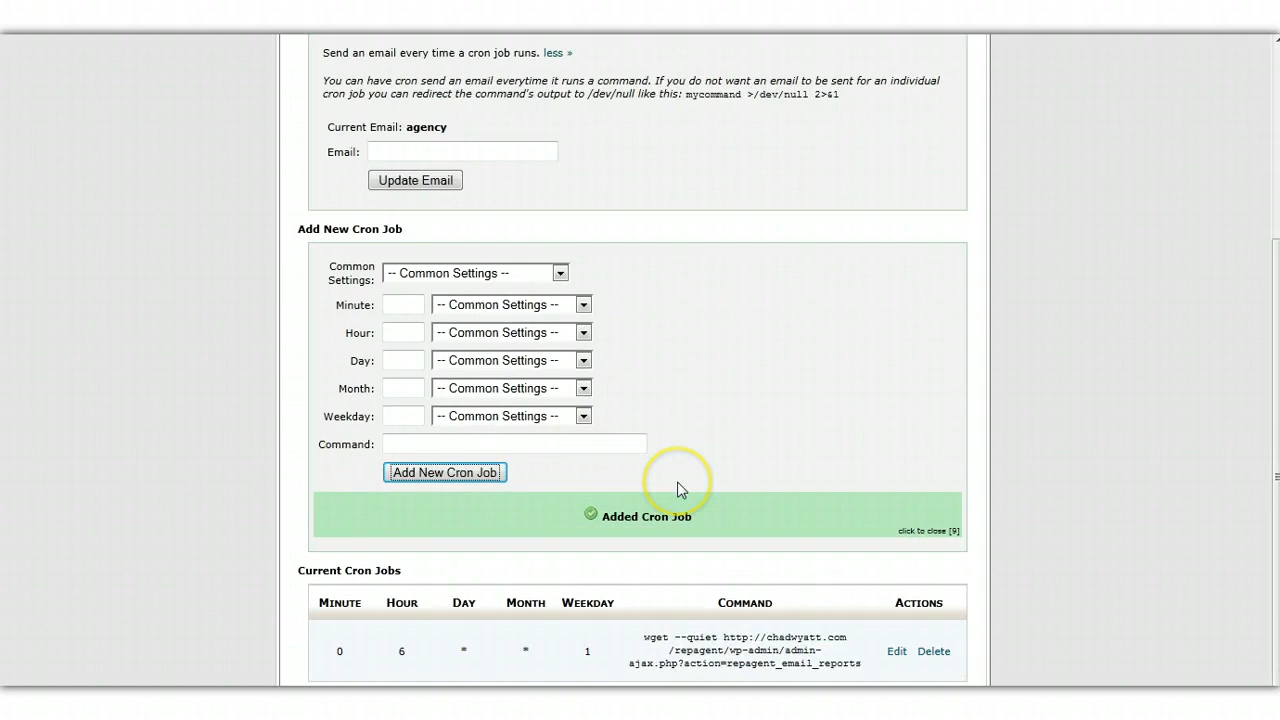 Send an email every time a cron job runs. less »
You can have cron send an email everytime it runs a command. If you do not want an email to be sent for an individual
cron job you can redirect the command's output to /dev/null like this: mycommand >/dev/null 2>&1
Current Email: agency
Email:
Update Email
Add New Cron Job
Common
Settings:
-- Common Settings --
Minute: -- Common Settings --
Hour: -- Common Settings --
Day: -- Common Settings --
Month: -- Common Settings --
Weekday: -- Common Settings --
Command:
Add New Cron Job
Added Cron Job
click to close [9]
Current Cron Jobs
MINUTE HOUR DAY MONTH WEEKDAY COMMAND ACTIONS
wget --quiet http://chadwyatt.com
0 6 * * 1 /repagent/wp-admin/admin- Edit Delete
ajax.php?action=repagent_email_reports